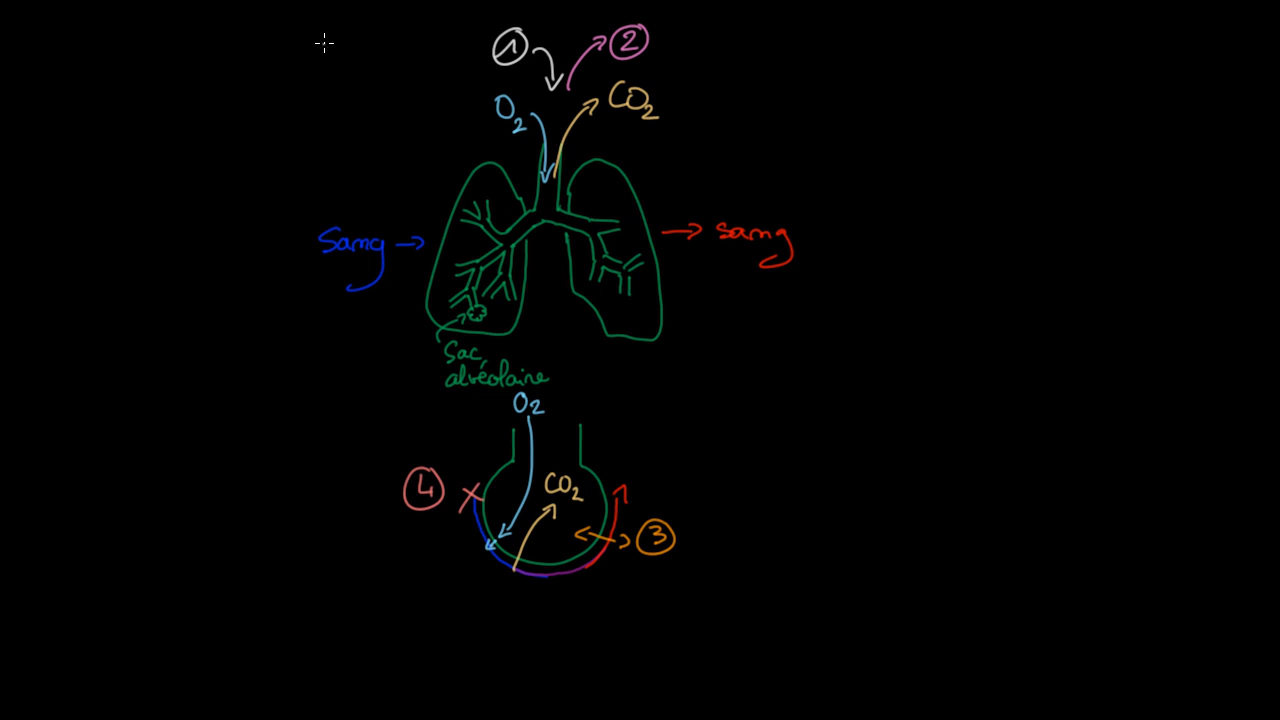 1 2
O2 CO2
Sang → → sang
Sac
alvéolaire
O2
4 CO2
3